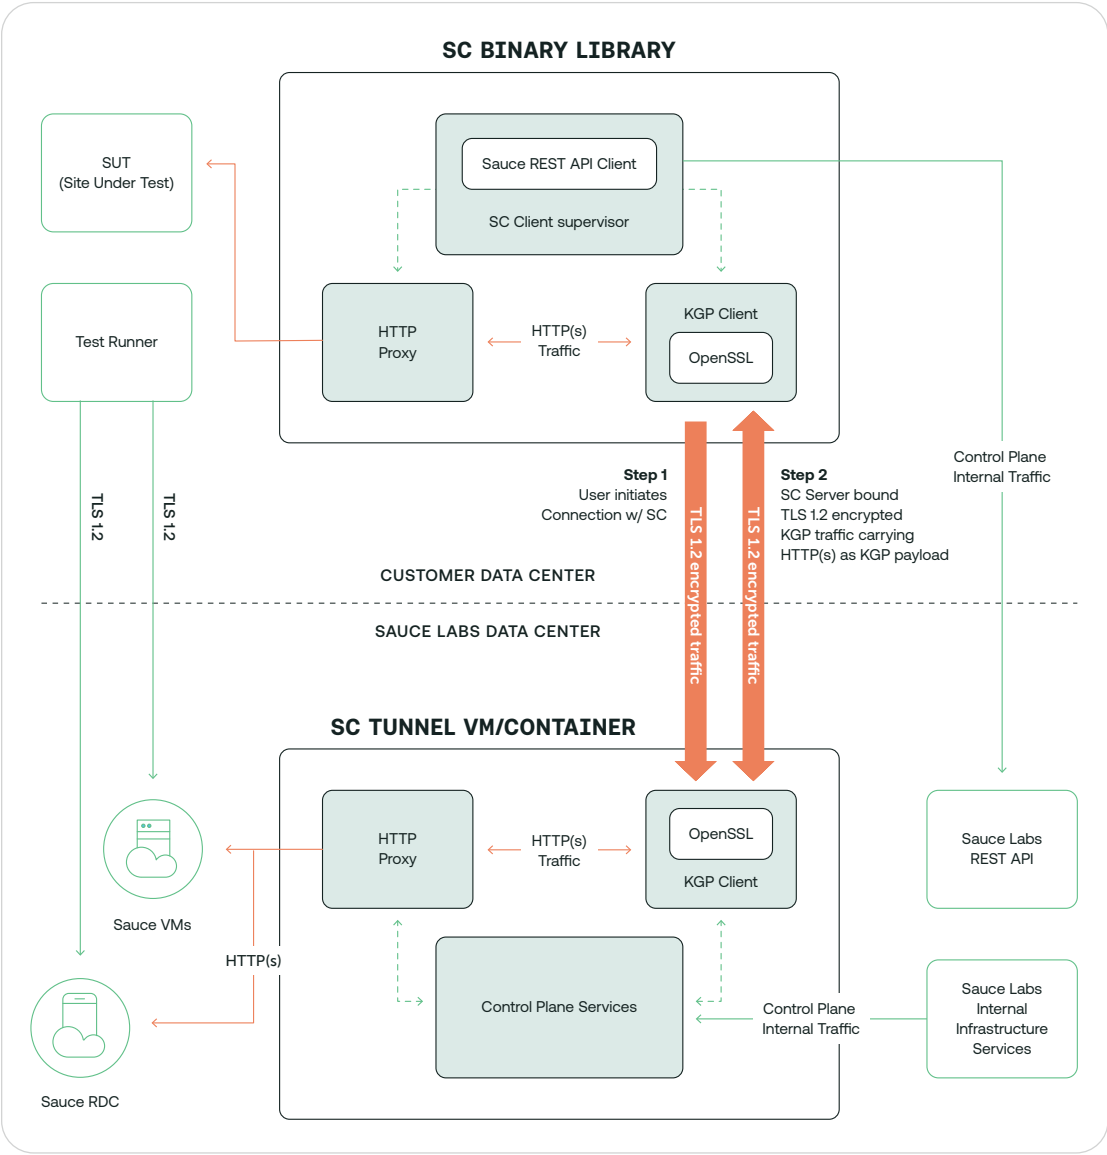 SC BINARY LIBRARY
SUT
(Site Under Test)
Sauce REST API Client
SC Client supervisor
Test Runner
HTTP
Proxy
HTTP(s)
Traffic
KGP Client
OpenSSL
Control Plane
Internal Traffic
TLS 1.2
TLS 1.2
Step 1
User initiates
Connection w/ SC
TLS 1.2 encrypted traffic
TLS 1.2 encrypted traffic
Step 2
SC Server bound
TLS 1.2 encrypted
KGP traffic carrying
HTTP(s) as KGP payload
CUSTOMER DATA CENTER
SAUCE LABS DATA CENTER
SC TUNNEL VM/CONTAINER
HTTP
Proxy
HTTP(s)
Traffic
OpenSSL
KGP Client
Sauce Labs
REST API
Sauce VMs
HTTP(s)
Control Plane Services
Control Plane
Internal Traffic
Sauce Labs
Internal
Infrastructure
Services
Sauce RDC